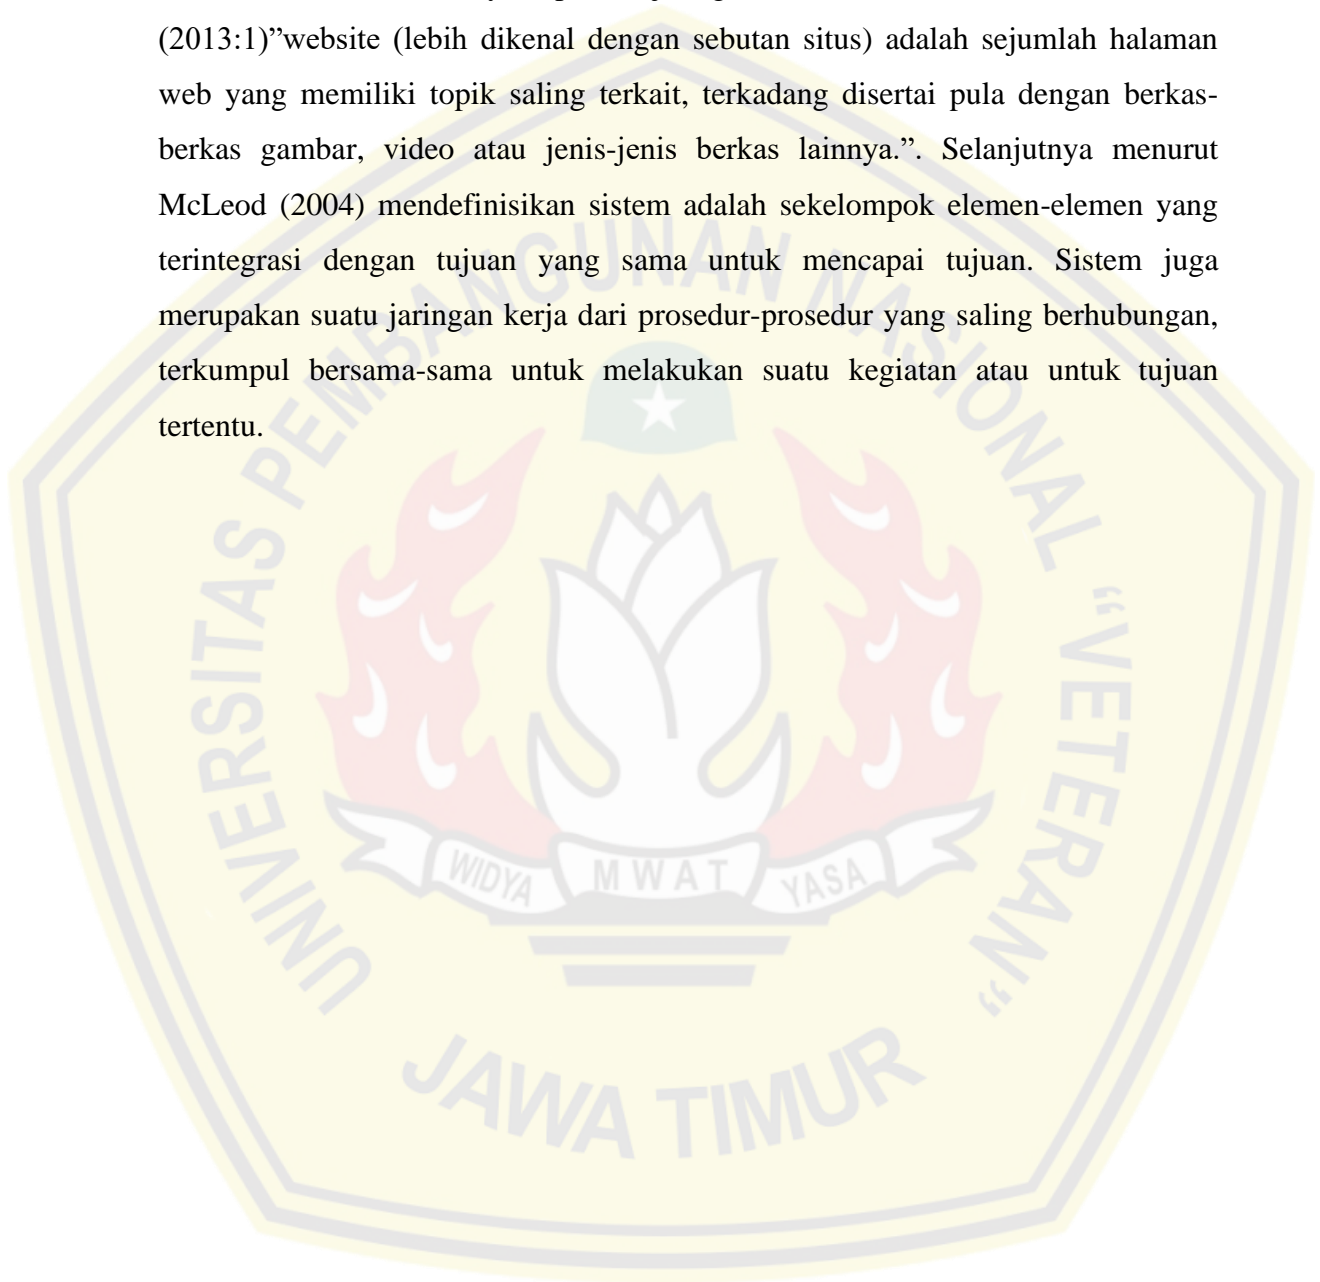 (2013:1)”website (lebih dikenal dengan sebutan situs) adalah sejumlah halaman
web yang memiliki topik saling terkait, terkadang disertai pula dengan berkas-
berkas gambar, video atau jenis-jenis berkas lainnya.”. Selanjutnya menurut
McLeod (2004) mendefinisikan sistem adalah sekelompok elemen-elemen yang
terintegrasi dengan tujuan yang sama untuk mencapai tujuan. Sistem juga
merupakan suatu jaringan kerja dari prosedur-prosedur yang saling berhubungan,
terkumpul bersama-sama untuk melakukan suatu kegiatan atau untuk tujuan
tertentu.
UNIVERSITAS PEMBANGUNAN NASIONAL “VETERAN”
WIDYA MWAT YASA
JAWA TIMUR